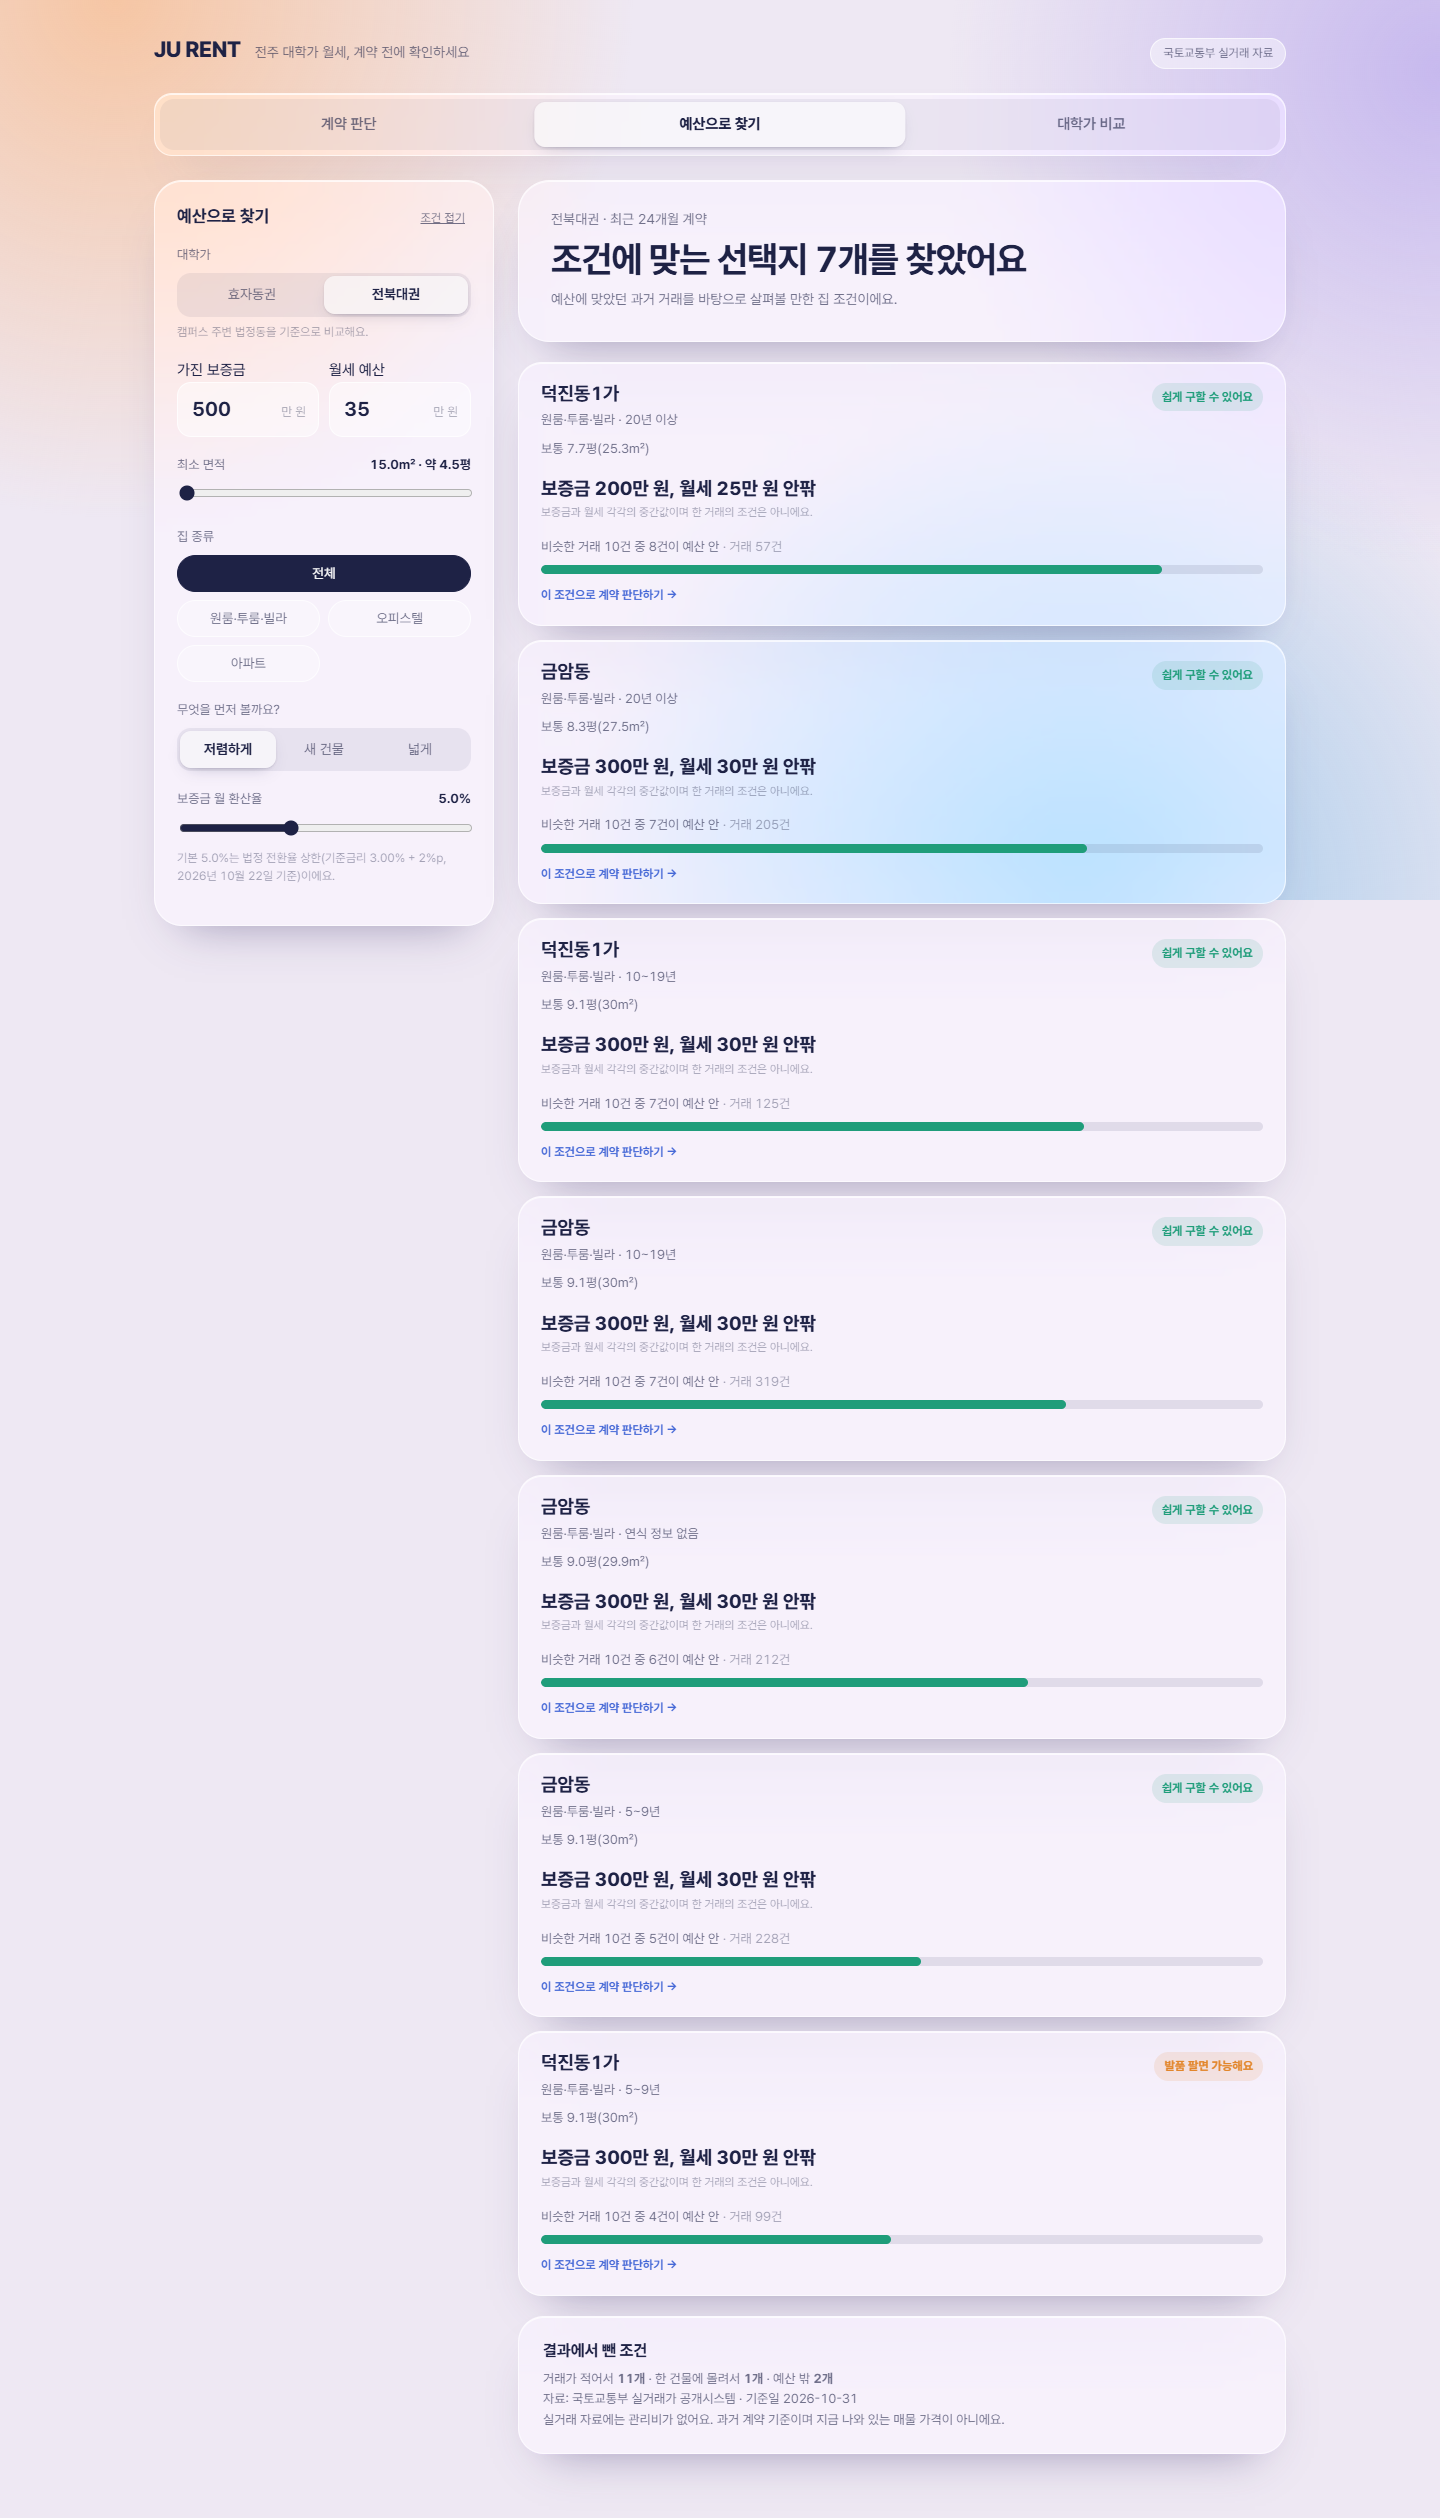 JU RENT 전주 대학가 월세, 계약 전에 확인하세요
국토교통부 실거래 자료
계약 판단
예산으로 찾기
대학가 비교
예산으로 찾기
조건 접기
대학가
효자동권
전북대권
캠퍼스 주변 법정동을 기준으로 비교해요.
가진 보증금
월세 예산
500 만 원
35 만 원
최소 면적
15.0m² · 약 4.5평
집 종류
전체
원룸·투룸·빌라
오피스텔
아파트
무엇을 먼저 볼까요?
저렴하게
새 건물
넓게
보증금 월 환산율
5.0%
기본 5.0%는 법정 전환율 상한(기준금리 3.00% + 2%p,
2026년 10월 22일 기준)이에요.
전북대권 · 최근 24개월 계약
조건에 맞는 선택지 7개를 찾았어요
예산에 맞았던 과거 거래를 바탕으로 살펴볼 만한 집 조건이에요.
덕진동1가
쉽게 구할 수 있어요
원룸·투룸·빌라 · 20년 이상
보통 7.7평(25.3m²)
보증금 200만 원, 월세 25만 원 안팎
보증금과 월세 각각의 중간값이며 한 거래의 조건은 아니에요.
비슷한 거래 10건 중 8건이 예산 안 · 거래 57건
이 조건으로 계약 판단하기 →
금암동
쉽게 구할 수 있어요
원룸·투룸·빌라 · 20년 이상
보통 8.3평(27.5m²)
보증금 300만 원, 월세 30만 원 안팎
보증금과 월세 각각의 중간값이며 한 거래의 조건은 아니에요.
비슷한 거래 10건 중 7건이 예산 안 · 거래 205건
이 조건으로 계약 판단하기 →
덕진동1가
쉽게 구할 수 있어요
원룸·투룸·빌라 · 10~19년
보통 9.1평(30m²)
보증금 300만 원, 월세 30만 원 안팎
보증금과 월세 각각의 중간값이며 한 거래의 조건은 아니에요.
비슷한 거래 10건 중 7건이 예산 안 · 거래 125건
이 조건으로 계약 판단하기 →
금암동
쉽게 구할 수 있어요
원룸·투룸·빌라 · 10~19년
보통 9.1평(30m²)
보증금 300만 원, 월세 30만 원 안팎
보증금과 월세 각각의 중간값이며 한 거래의 조건은 아니에요.
비슷한 거래 10건 중 7건이 예산 안 · 거래 319건
이 조건으로 계약 판단하기 →
금암동
쉽게 구할 수 있어요
원룸·투룸·빌라 · 연식 정보 없음
보통 9.0평(29.9m²)
보증금 300만 원, 월세 30만 원 안팎
보증금과 월세 각각의 중간값이며 한 거래의 조건은 아니에요.
비슷한 거래 10건 중 6건이 예산 안 · 거래 212건
이 조건으로 계약 판단하기 →
금암동
쉽게 구할 수 있어요
원룸·투룸·빌라 · 5~9년
보통 9.1평(30m²)
보증금 300만 원, 월세 30만 원 안팎
보증금과 월세 각각의 중간값이며 한 거래의 조건은 아니에요.
비슷한 거래 10건 중 5건이 예산 안 · 거래 228건
이 조건으로 계약 판단하기 →
덕진동1가
발품 팔면 가능해요
원룸·투룸·빌라 · 5~9년
보통 9.1평(30m²)
보증금 300만 원, 월세 30만 원 안팎
보증금과 월세 각각의 중간값이며 한 거래의 조건은 아니에요.
비슷한 거래 10건 중 4건이 예산 안 · 거래 99건
이 조건으로 계약 판단하기 →
결과에서 뺀 조건
거래가 적어서 11개 · 한 건물에 몰려서 1개 · 예산 밖 2개
자료: 국토교통부 실거래가 공개시스템 · 기준일 2026-10-31
실거래 자료에는 관리비가 없어요. 과거 계약 기준이며 지금 나와 있는 매물 가격이 아니에요.